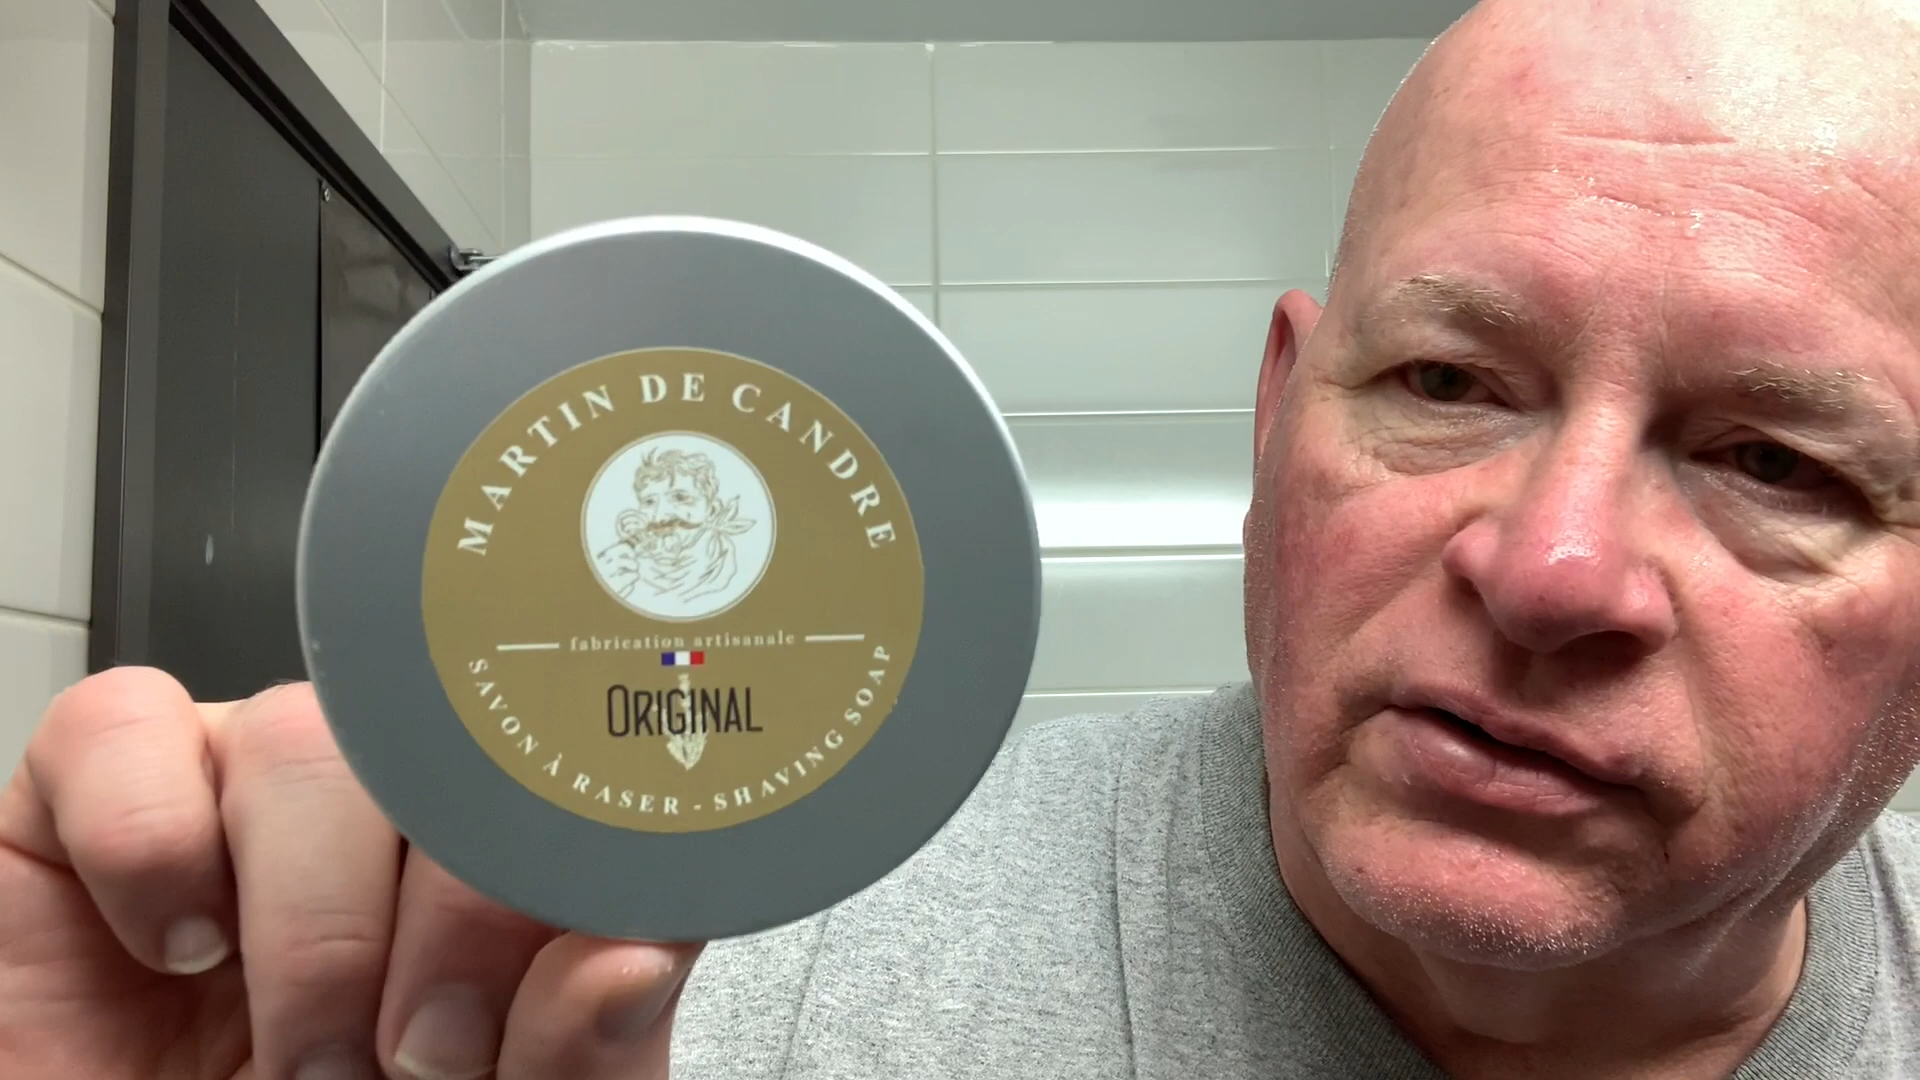 MARTIN DE CANDRE
fabrication artisanale
ORIGINAL
SAVON À RASER - SHAVING SOAP